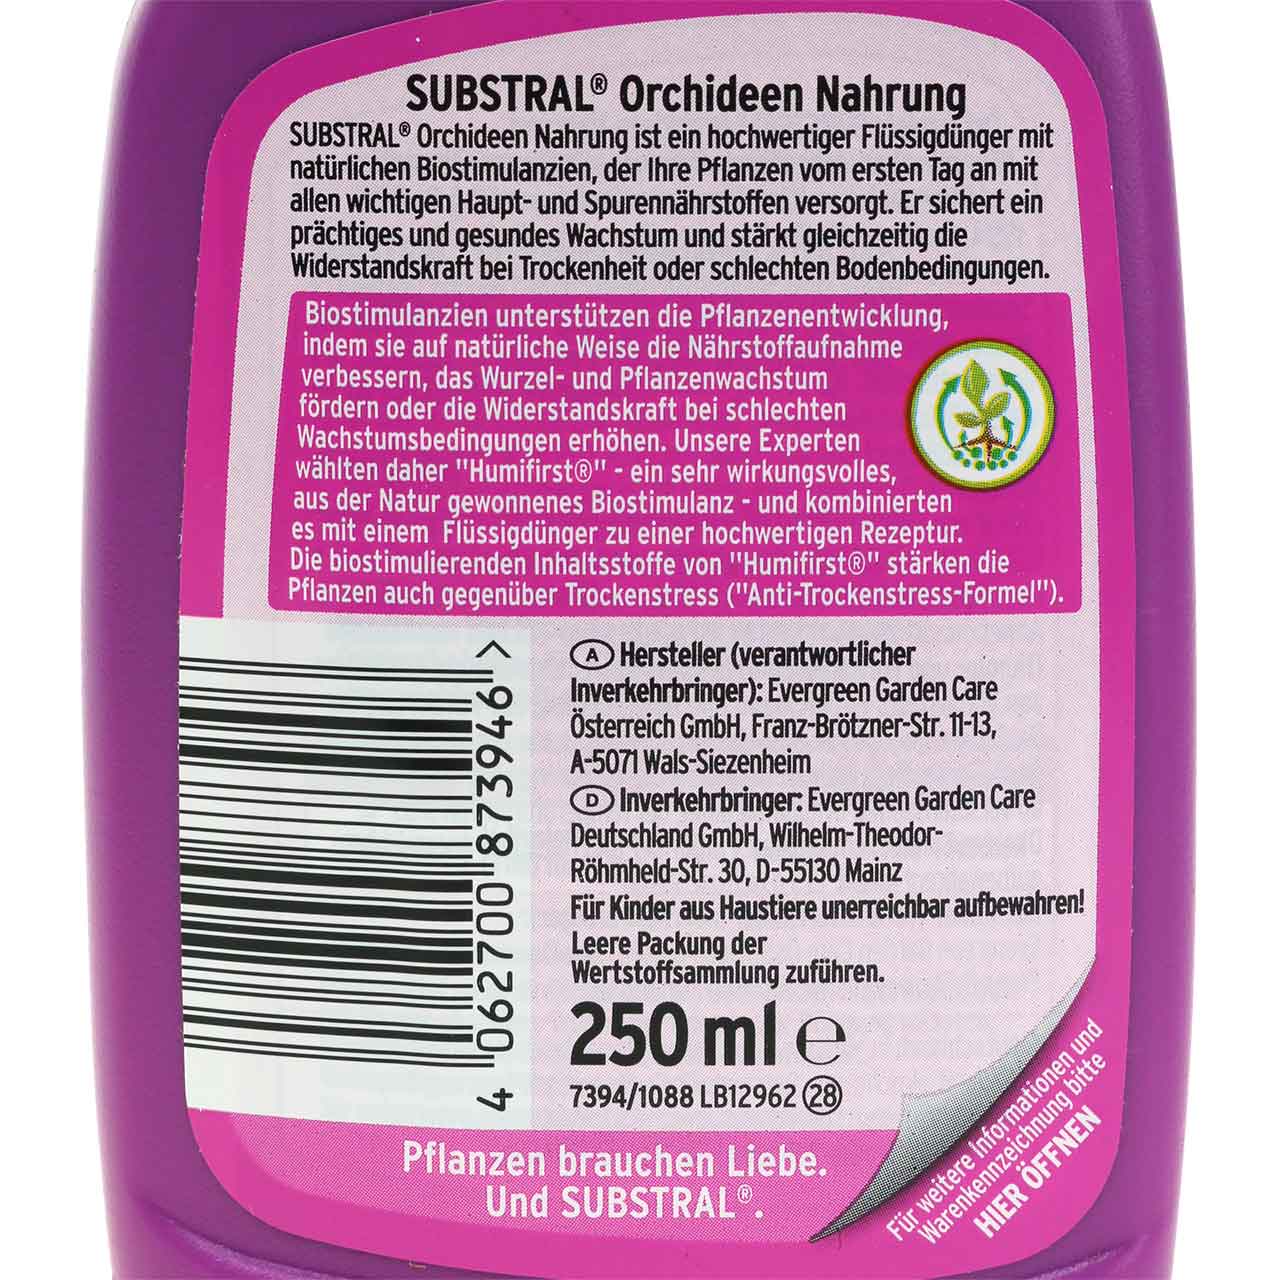 SUBSTRAL® Orchideen Nahrung
SUBSTRAL® Orchideen Nahrung ist ein hochwertiger Flüssigdünger mit
natürlichen Biostimulanzien, der Ihre Pflanzen vom ersten Tag an mit
allen wichtigen Haupt- und Spurennährstoffen versorgt. Er sichert ein
prächtiges und gesundes Wachstum und stärkt gleichzeitig die
Widerstandskraft bei Trockenheit oder schlechten Bodenbedingungen.
Biostimulanzien unterstützen die Pflanzenentwicklung,
indem sie auf natürliche Weise die Nährstoffaufnahme
verbessern, das Wurzel- und Pflanzenwachstum
fördern oder die Widerstandskraft bei schlechten
Wachstumsbedingungen erhöhen. Unsere Experten
wählten daher "Humifirst®" - ein sehr wirkungsvolles,
aus der Natur gewonnenes Biostimulanz - und kombinierten
es mit einem Flüssigdünger zu einer hochwertigen Rezeptur.
Die biostimulierenden Inhaltsstoffe von "Humifirst®" stärken die
Pflanzen auch gegenüber Trockenstress ("Anti-Trockenstress-Formel").
4 062700 873946 >
A Hersteller (verantwortlicher
Inverkehrbringer): Evergreen Garden Care
Österreich GmbH, Franz-Brötzner-Str. 11-13,
A-5071 Wals-Siezenheim
D Inverkehrbringer: Evergreen Garden Care
Deutschland GmbH, Wilhelm-Theodor-
Röhmheld-Str. 30, D-55130 Mainz
Für Kinder aus Haustiere unerreichbar aufbewahren!
Leere Packung der
Wertstoffsammlung zuführen.
250 ml ℮
7394/1088 LB12962 28
Für weitere Informationen und
Warenkennzeichnung bitte
HIER ÖFFNEN
Pflanzen brauchen Liebe.
Und SUBSTRAL®.